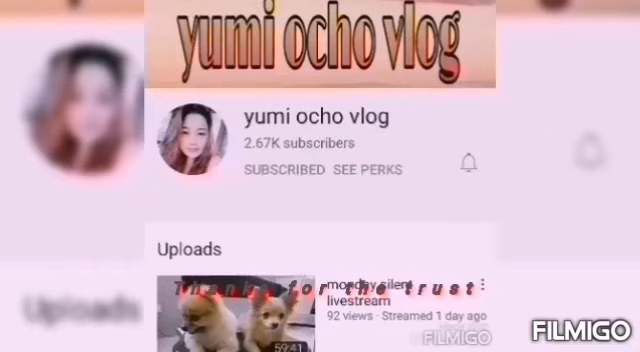 yumi ocho vlog
yumi ocho vlog
2.67K subscribers
SUBSCRIBED SEE PERKS
Uploads
Thanks for the trust
monday silent
livestream
92 views · Streamed 1 day ago
59:41
FILMIGO
FILMIGO
Uploads